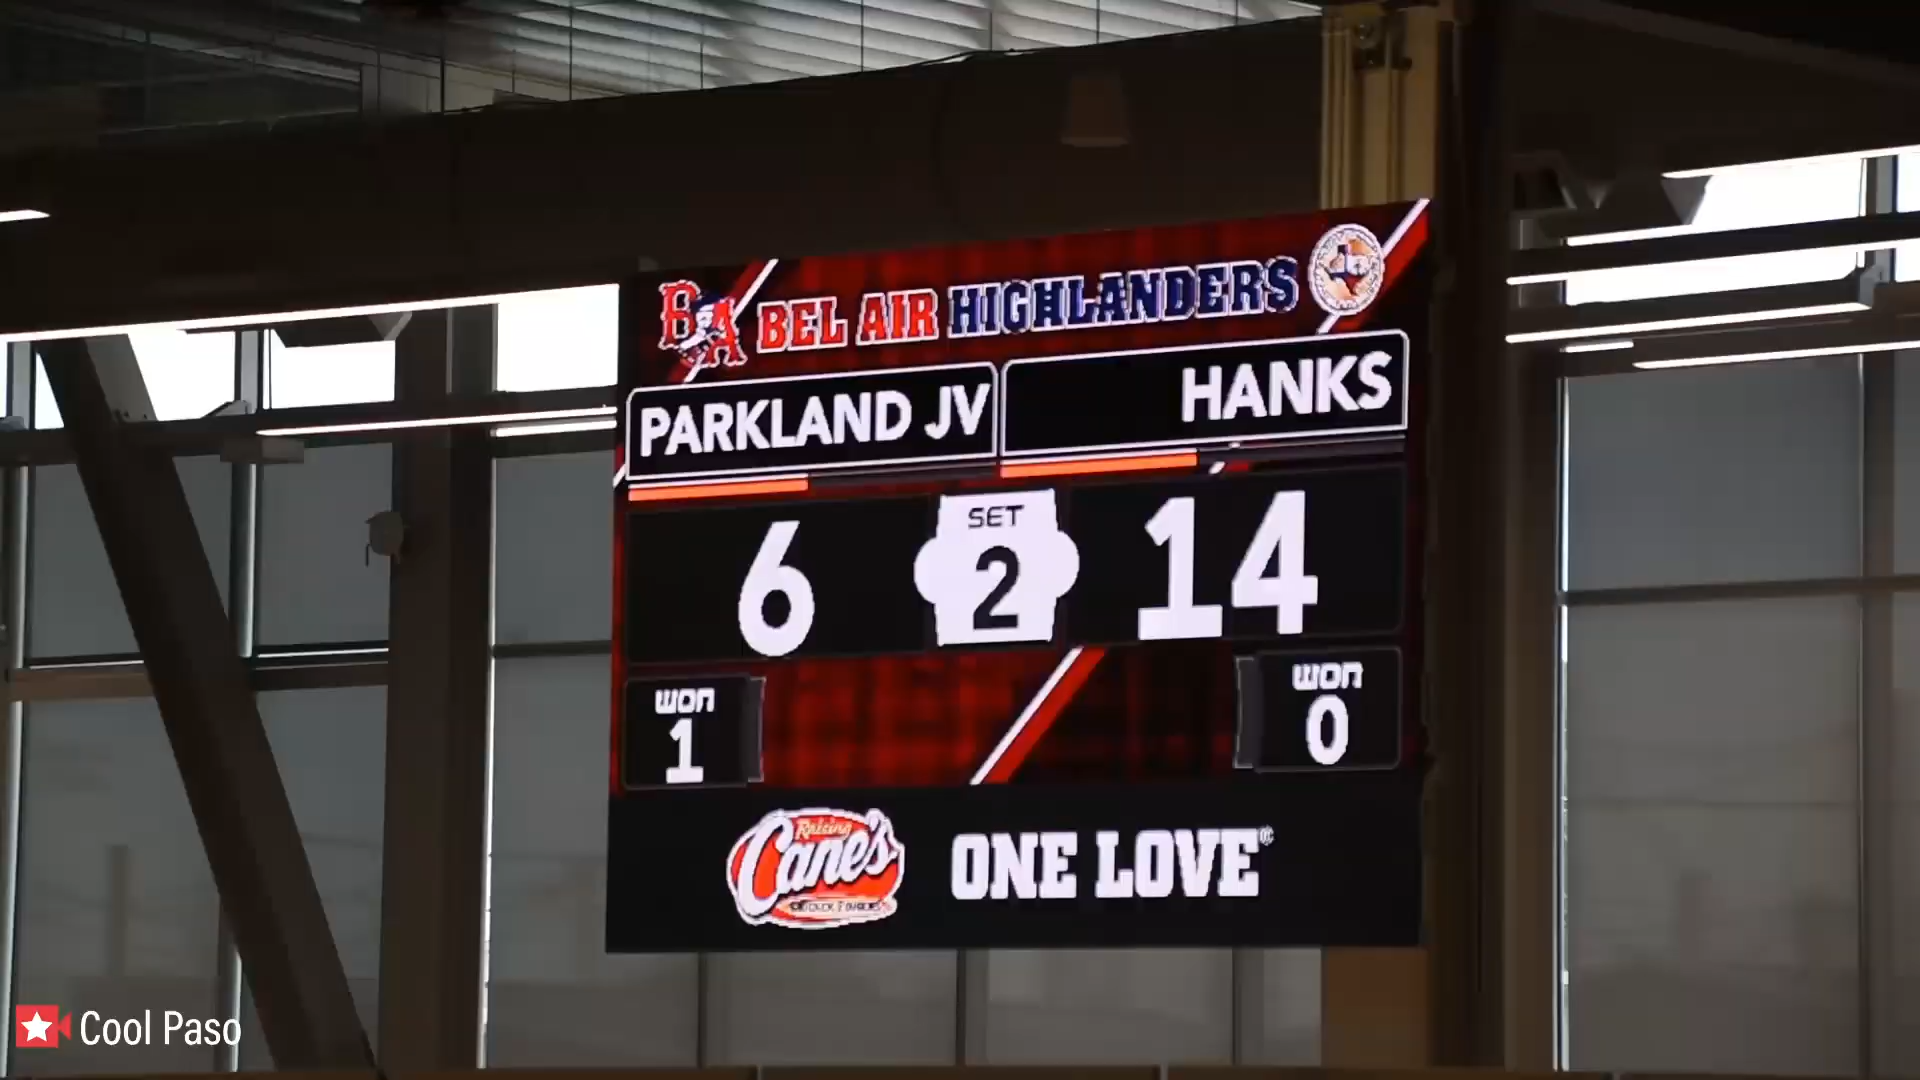 BA BEL AIR HIGHLANDERS
PARKLAND JV HANKS
6 SET 2 14
WON 1 WON 0
Raising Cane's
ONE LOVE®
Cool Paso